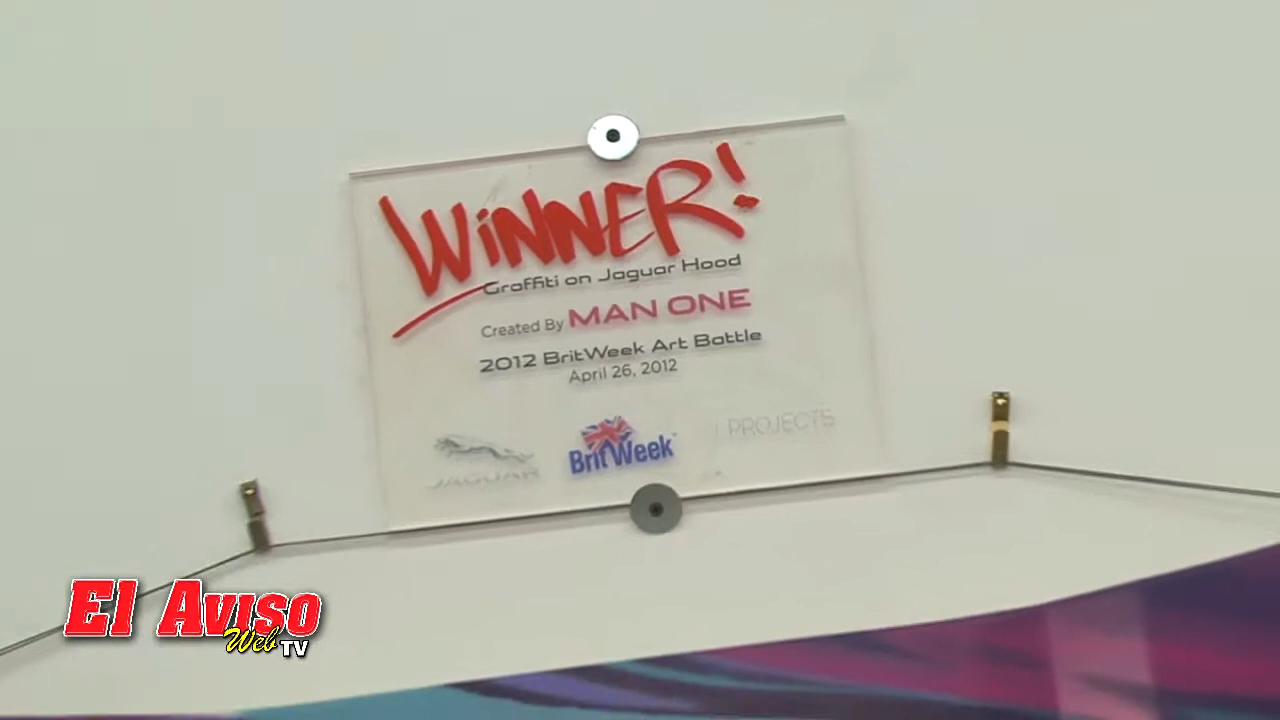 WINNER!
Graffiti on Jaguar Hood
Created By MAN ONE
2012 BritWeek Art Battle
April 26, 2012
JAGUAR
BritWeek
PROJECTS
El Aviso
Web TV